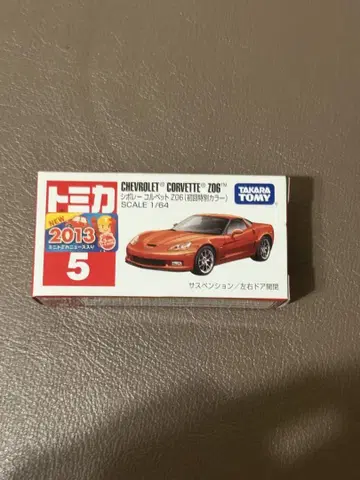 トミカ
NEW
2013
5
CHEVROLET® CORVETTE® Z06™
シボレー コルベット Z06(初回特別カラー)
SCALE 1/64
TAKARA
TOMY
サスペンション/左右ドア開閉